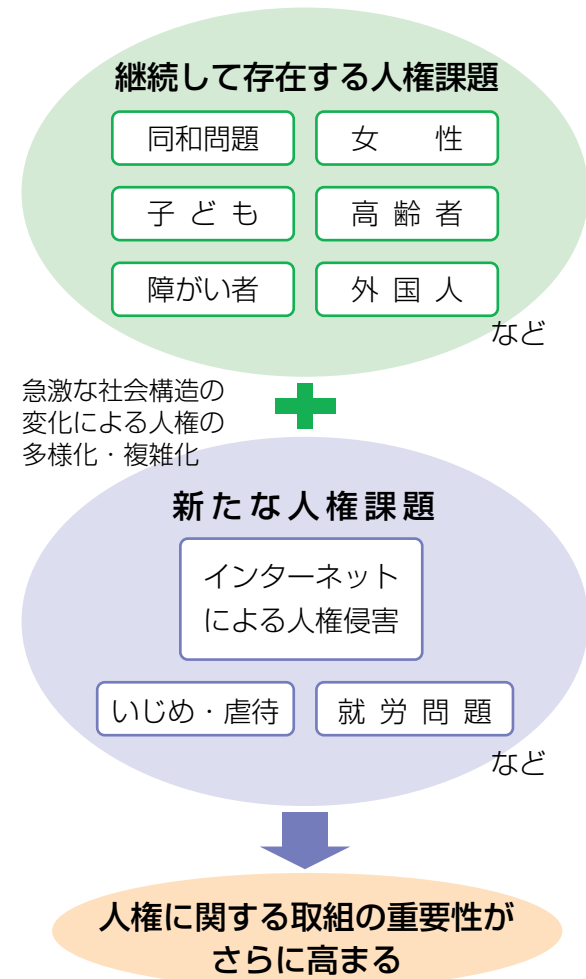 継続して存在する人権課題
同和問題
女性
子ども
高齢者
障がい者
外国人
など
急激な社会構造の
変化による人権の
多様化・複雑化
新たな人権課題
インターネット
による人権侵害
いじめ・虐待
就労問題
など
人権に関する取組の重要性が
さらに高まる